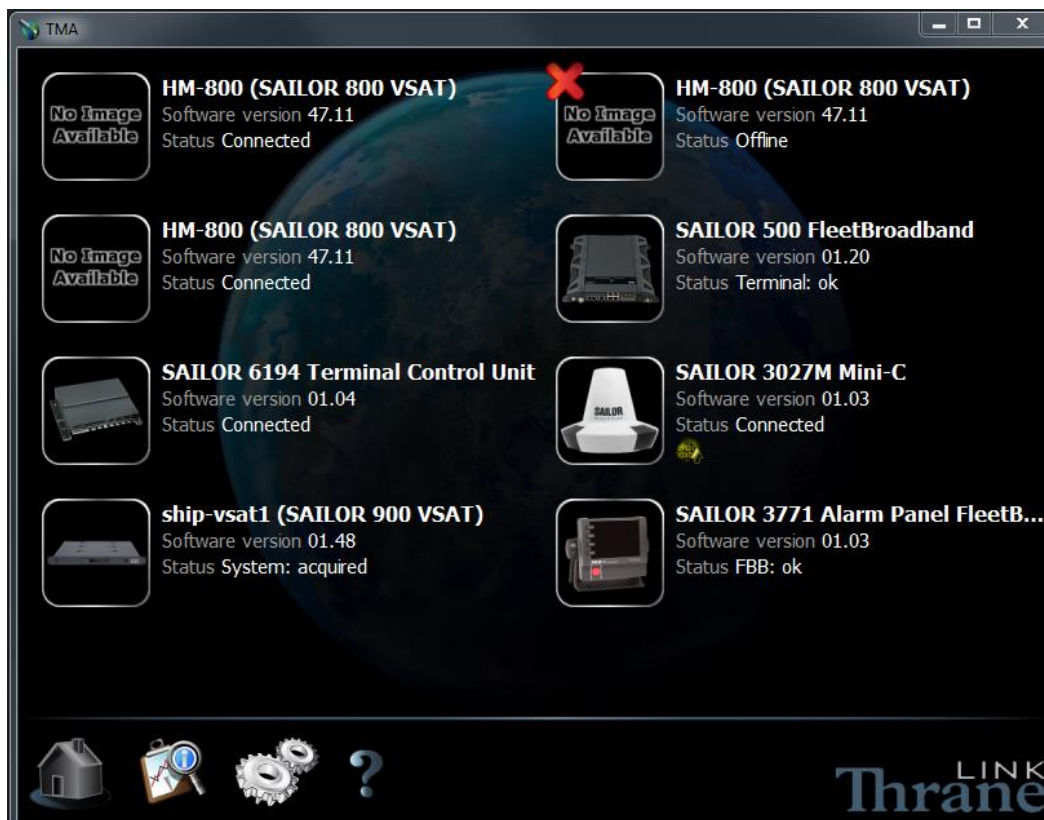 TMA
No Image
Available
HM-800 (SAILOR 800 VSAT)
Software version 47.11
Status Connected
No Image
Available
HM-800 (SAILOR 800 VSAT)
Software version 47.11
Status Offline
No Image
Available
HM-800 (SAILOR 800 VSAT)
Software version 47.11
Status Connected
SAILOR 500 FleetBroadband
Software version 01.20
Status Terminal: ok
SAILOR 6194 Terminal Control Unit
Software version 01.04
Status Connected
SAILOR
SAILOR 3027M Mini-C
Software version 01.03
Status Connected
ship-vsat1 (SAILOR 900 VSAT)
Software version 01.48
Status System: acquired
SAILOR 3771 Alarm Panel FleetB...
Software version 01.03
Status FBB: ok
?
LINK
Thrane